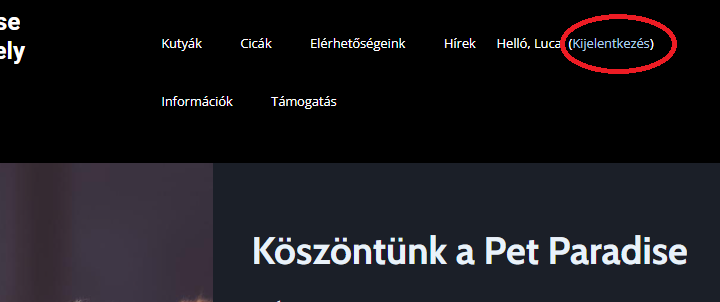 se
ely
Kutyák Cicák Elérhetőségeink Hírek Helló, Luca (Kijelentkezés)
Információk Támogatás
Köszöntünk a Pet Paradise